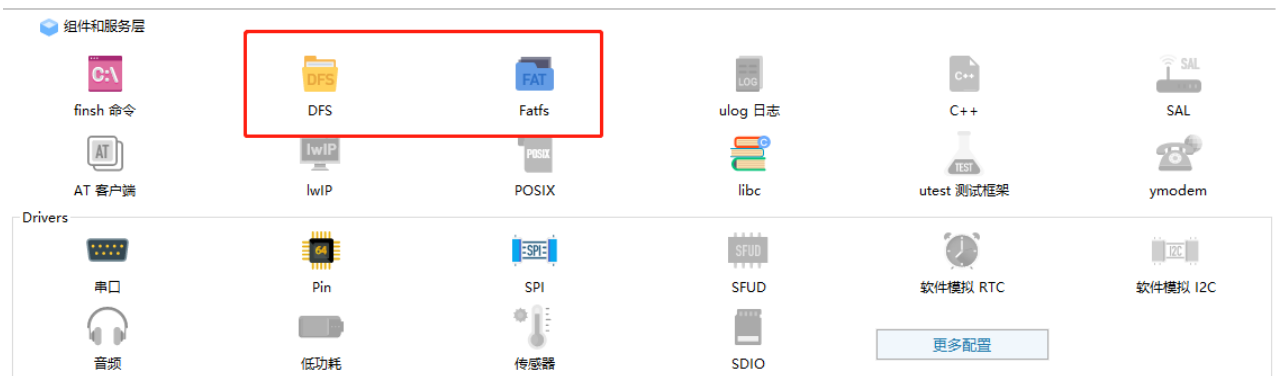 组件和服务层
C:\ DFS FAT LOG C++ SAL
finsh 命令 DFS Fatfs ulog 日志 C++ SAL
AT lwIP POSIX C TEST
AT 客户端 lwIP POSIX libc utest 测试框架 ymodem
Drivers
64 SPI SFUD I2C
串口 Pin SPI SFUD 软件模拟 RTC 软件模拟 I2C
音频 低功耗 传感器 SDIO 更多配置